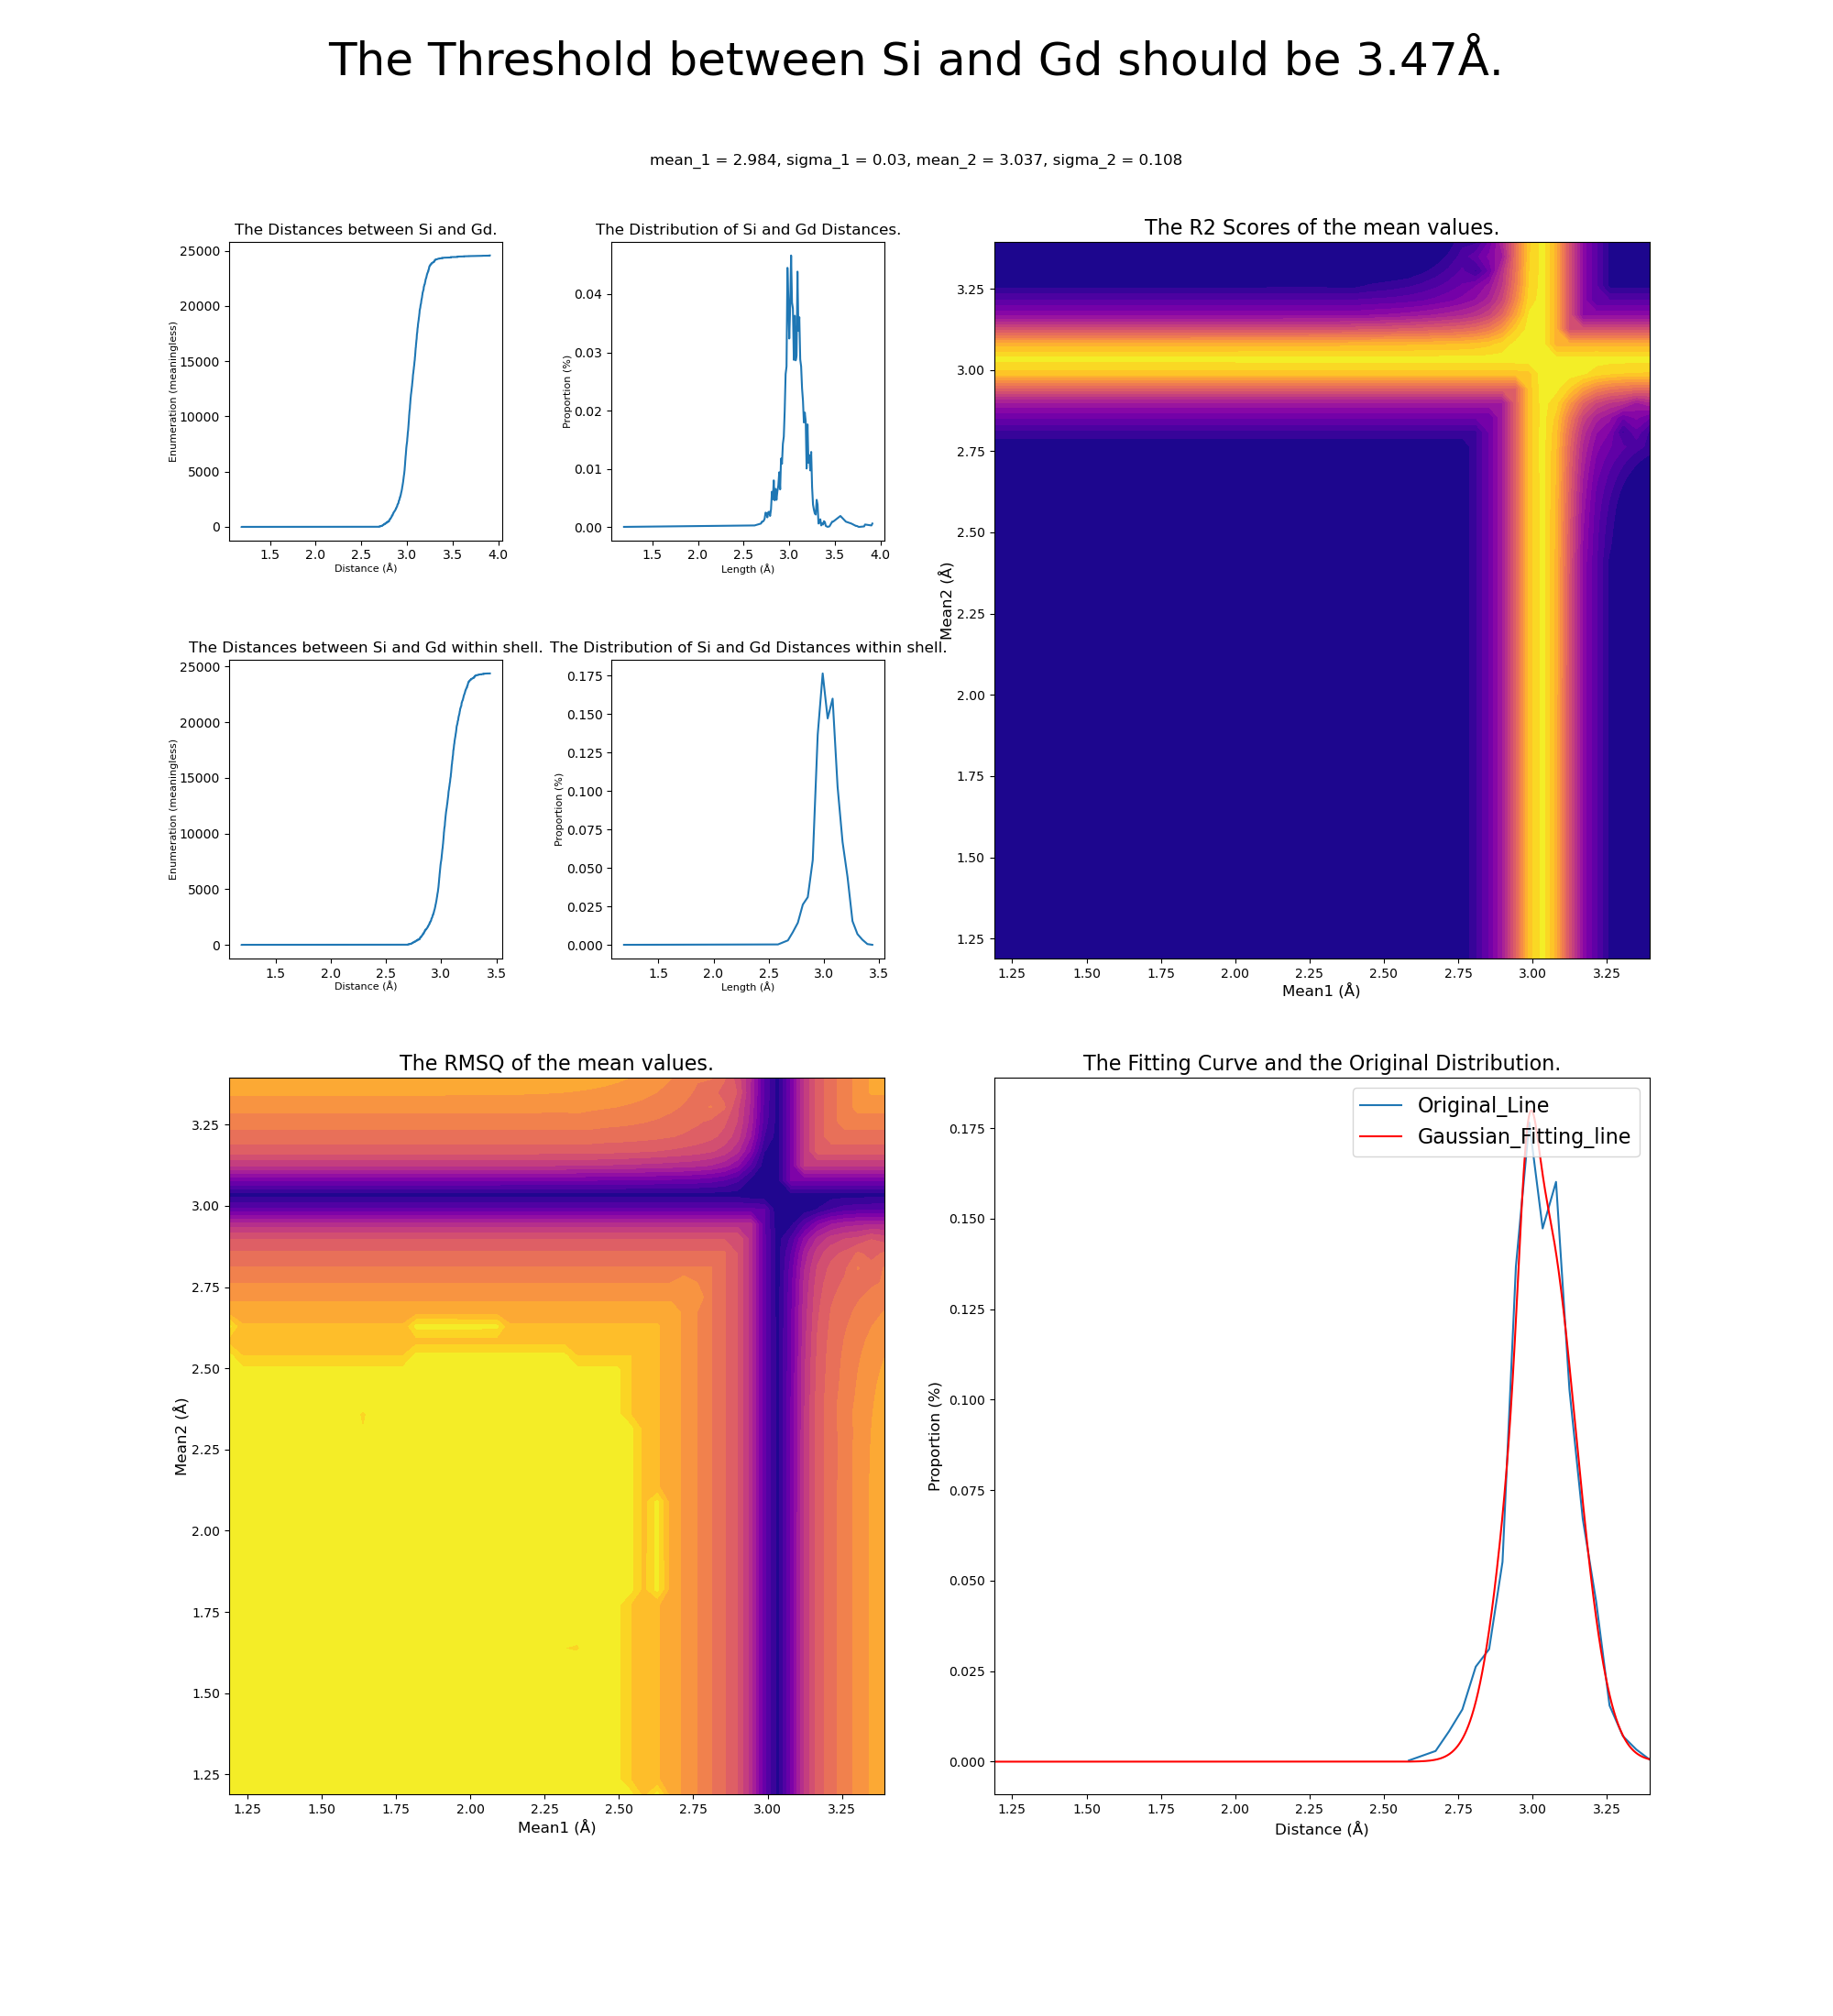 The Threshold between Si and Gd should be 3.47Å.
mean_1 = 2.984, sigma_1 = 0.03, mean_2 = 3.037, sigma_2 = 0.108
The Distances between Si and Gd.
25000
20000
15000
10000
5000
0
Enumeration (meaningless)
1.5 2.0 2.5 3.0 3.5 4.0
Distance (Å)
The Distribution of Si and Gd Distances.
0.04
0.03
0.02
0.01
0.00
Proportion (%)
1.5 2.0 2.5 3.0 3.5 4.0
Length (Å)
The R2 Scores of the mean values.
3.25
3.00
2.75
2.50
2.25
2.00
1.75
1.50
1.25
Mean2 (Å)
1.25 1.50 1.75 2.00 2.25 2.50 2.75 3.00 3.25
Mean1 (Å)
The Distances between Si and Gd within shell.
25000
20000
15000
10000
5000
0
Enumeration (meaningless)
1.5 2.0 2.5 3.0 3.5
Distance (Å)
The Distribution of Si and Gd Distances within shell.
0.175
0.150
0.125
0.100
0.075
0.050
0.025
0.000
Proportion (%)
1.5 2.0 2.5 3.0 3.5
Length (Å)
The RMSQ of the mean values.
3.25
3.00
2.75
2.50
2.25
2.00
1.75
1.50
1.25
Mean2 (Å)
1.25 1.50 1.75 2.00 2.25 2.50 2.75 3.00 3.25
Mean1 (Å)
The Fitting Curve and the Original Distribution.
Original_Line
Gaussian_Fitting_line
0.175
0.150
0.125
0.100
0.075
0.050
0.025
0.000
Proportion (%)
1.25 1.50 1.75 2.00 2.25 2.50 2.75 3.00 3.25
Distance (Å)